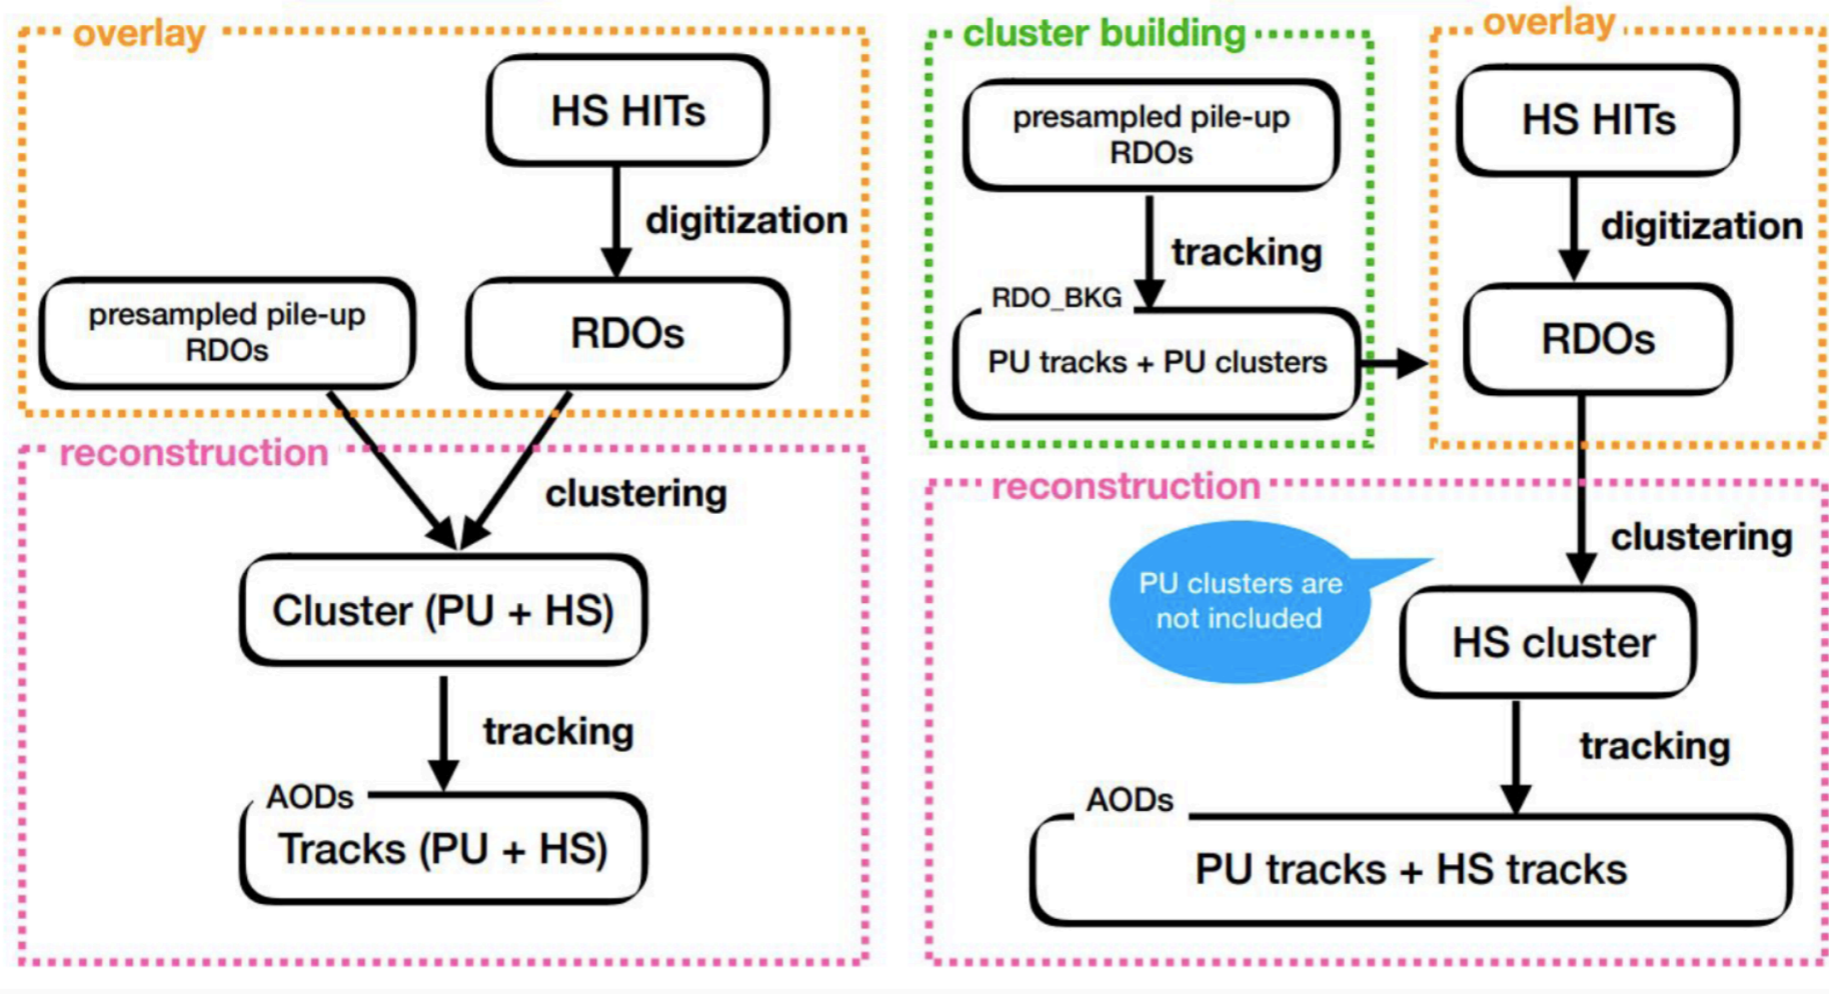 overlay
HS HITs
digitization
presampled pile-up
RDOs
RDOs
reconstruction
clustering
Cluster (PU + HS)
tracking
AODs
Tracks (PU + HS)
cluster building
presampled pile-up
RDOs
tracking
RDO_BKG
PU tracks + PU clusters
overlay
HS HITs
digitization
RDOs
reconstruction
clustering
PU clusters are
not included
HS cluster
tracking
AODs
PU tracks + HS tracks